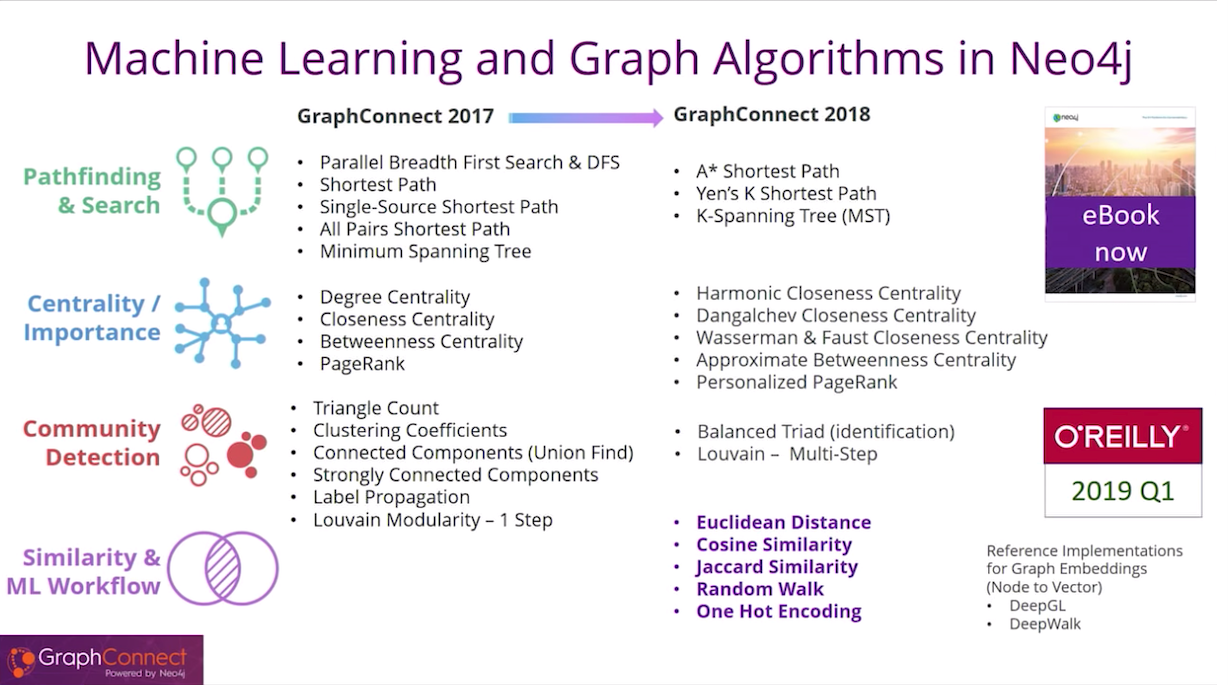 Machine Learning and Graph Algorithms in Neo4j
GraphConnect 2017
GraphConnect 2018
Pathfinding
& Search
• Parallel Breadth First Search & DFS
• Shortest Path
• Single-Source Shortest Path
• All Pairs Shortest Path
• Minimum Spanning Tree
• A* Shortest Path
• Yen's K Shortest Path
• K-Spanning Tree (MST)
neo4j
eBook
now
Centrality /
Importance
• Degree Centrality
• Closeness Centrality
• Betweenness Centrality
• PageRank
• Harmonic Closeness Centrality
• Dangalchev Closeness Centrality
• Wasserman & Faust Closeness Centrality
• Approximate Betweenness Centrality
• Personalized PageRank
Community
Detection
• Triangle Count
• Clustering Coefficients
• Connected Components (Union Find)
• Strongly Connected Components
• Label Propagation
• Louvain Modularity – 1 Step
• Balanced Triad (identification)
• Louvain – Multi-Step
O'REILLY®
2019 Q1
Similarity &
ML Workflow
• Euclidean Distance
• Cosine Similarity
• Jaccard Similarity
• Random Walk
• One Hot Encoding
Reference Implementations
for Graph Embeddings
(Node to Vector)
• DeepGL
• DeepWalk
GraphConnect
Powered by Neo4j